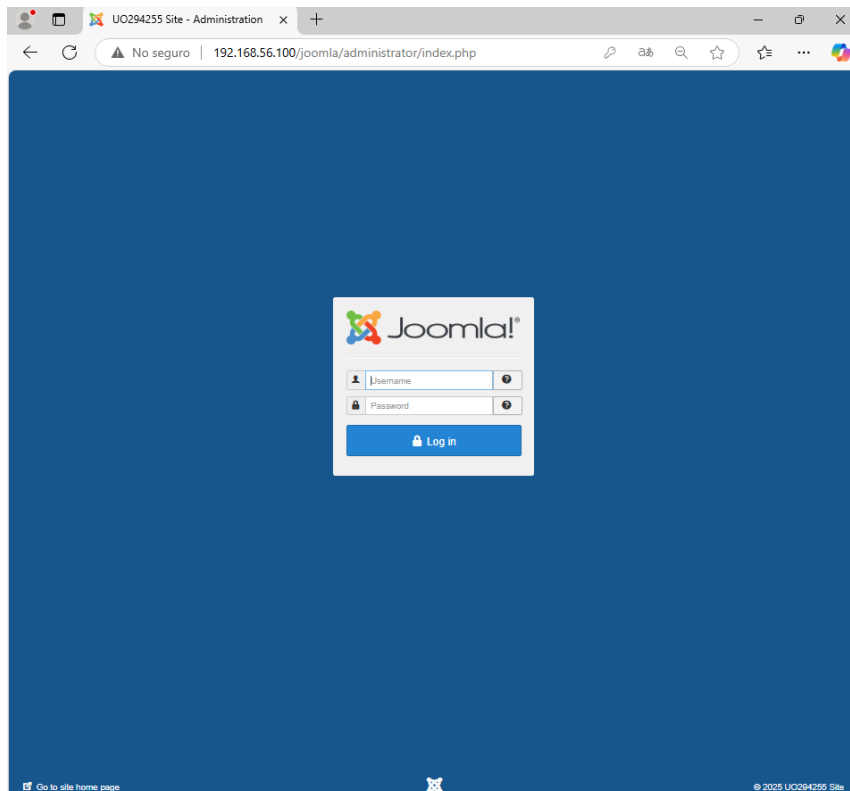 UO294255 Site - Administration
No seguro | 192.168.56.100/joomla/administrator/index.php
Joomla!®
Username
Password
Log in
Go to site home page
© 2025 UO294255 Site